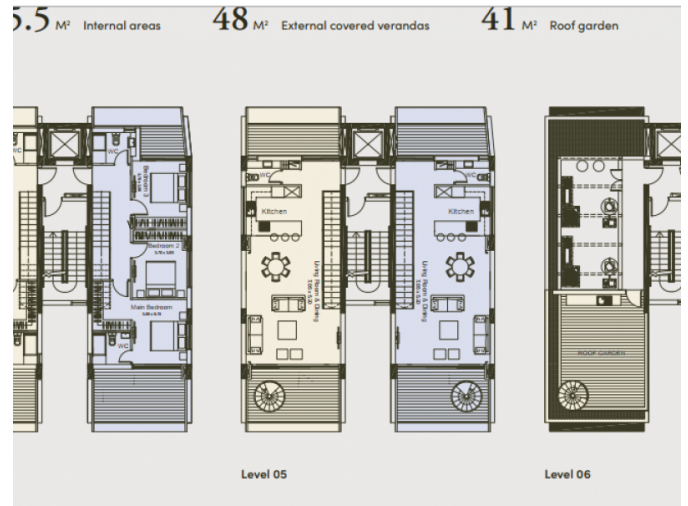 5.5 M² Internal areas
48 M² External covered verandas
41 M² Roof garden
WC
WC
Bedroom 3
Bedroom 2
Main Bedroom
WC
WC
Kitchen
Living Room & Dining
WC
Kitchen
Living Room & Dining
ROOF GARDEN
Level 05
Level 06